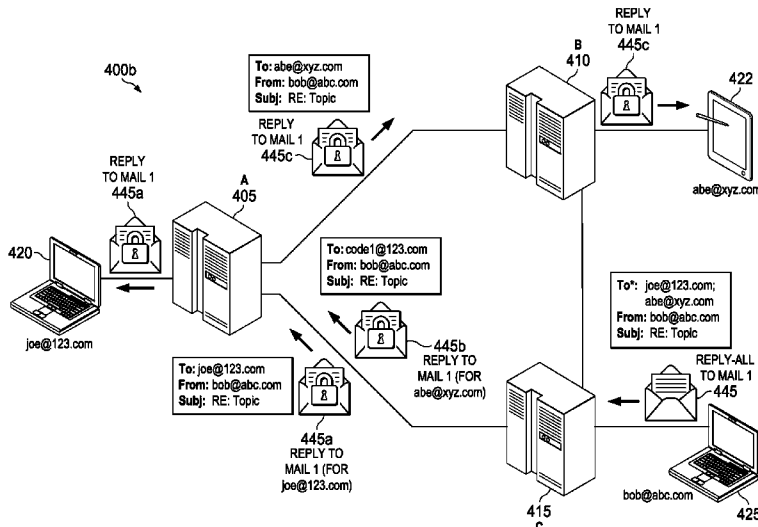 400b
To: abe@xyz.com
From: bob@abc.com
Subj: RE: Topic
REPLY
TO MAIL 1
445c
REPLY
TO MAIL 1
445c
B
410
422
abe@xyz.com
REPLY
TO MAIL 1
445a
A
405
420
joe@123.com
To: code1@123.com
From: bob@abc.com
Subj: RE: Topic
445b
REPLY TO
MAIL 1 (FOR
abe@xyz.com)
To: joe@123.com
From: bob@abc.com
Subj: RE: Topic
445a
REPLY TO
MAIL 1 (FOR
joe@123.com)
To*: joe@123.com;
abe@xyz.com
From: bob@abc.com
Subj: RE: Topic
REPLY-ALL
TO MAIL 1
445
415
C
bob@abc.com
425